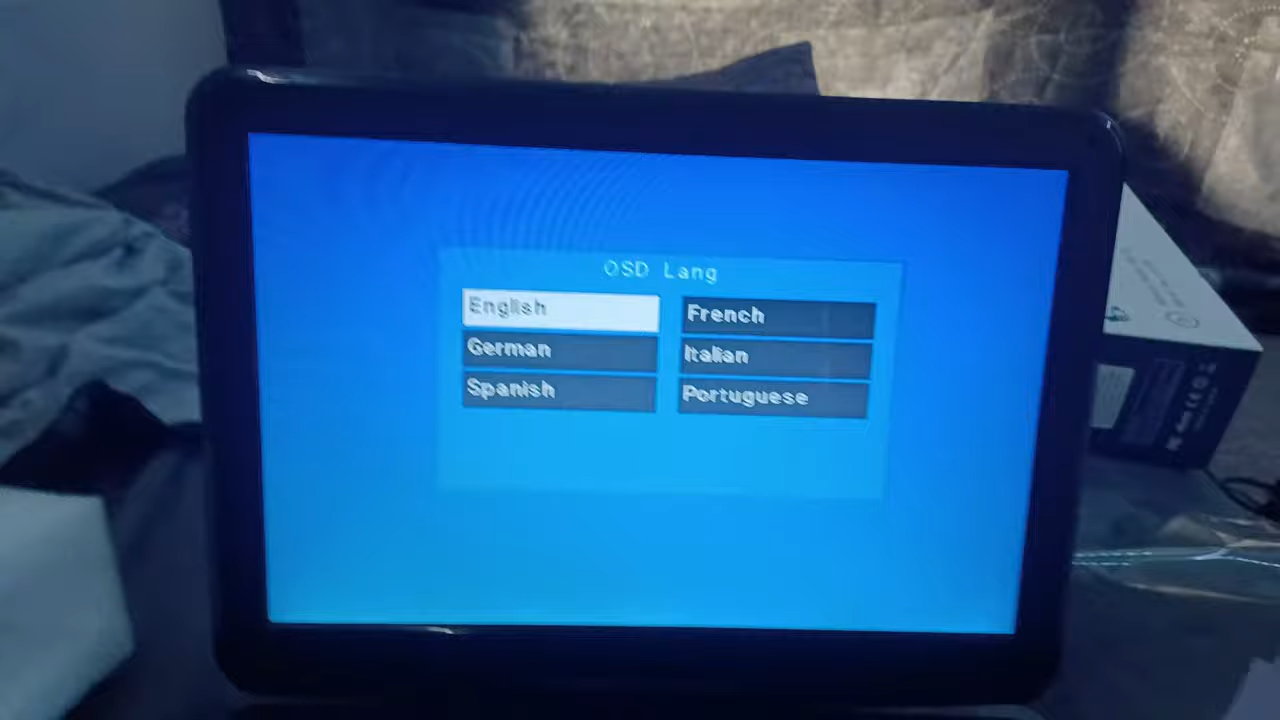 OSD Lang
English
French
German
Italian
Spanish
Portuguese